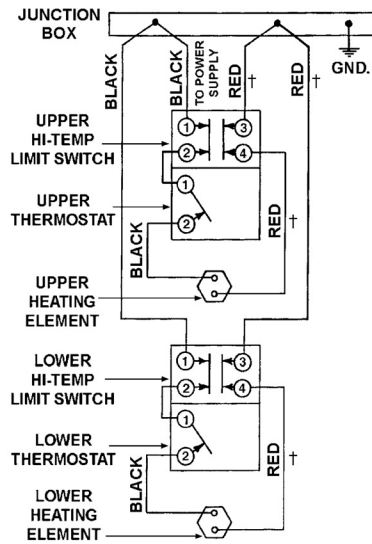 JUNCTION
BOX
BLACK
BLACK
TO POWER
SUPPLY
RED
†
RED
†
GND.
UPPER
HI-TEMP
LIMIT SWITCH
1
3
2
4
UPPER
THERMOSTAT
1
2
BLACK
RED
†
UPPER
HEATING
ELEMENT
LOWER
HI-TEMP
LIMIT SWITCH
1
3
2
4
LOWER
THERMOSTAT
1
2
BLACK
RED
†
LOWER
HEATING
ELEMENT